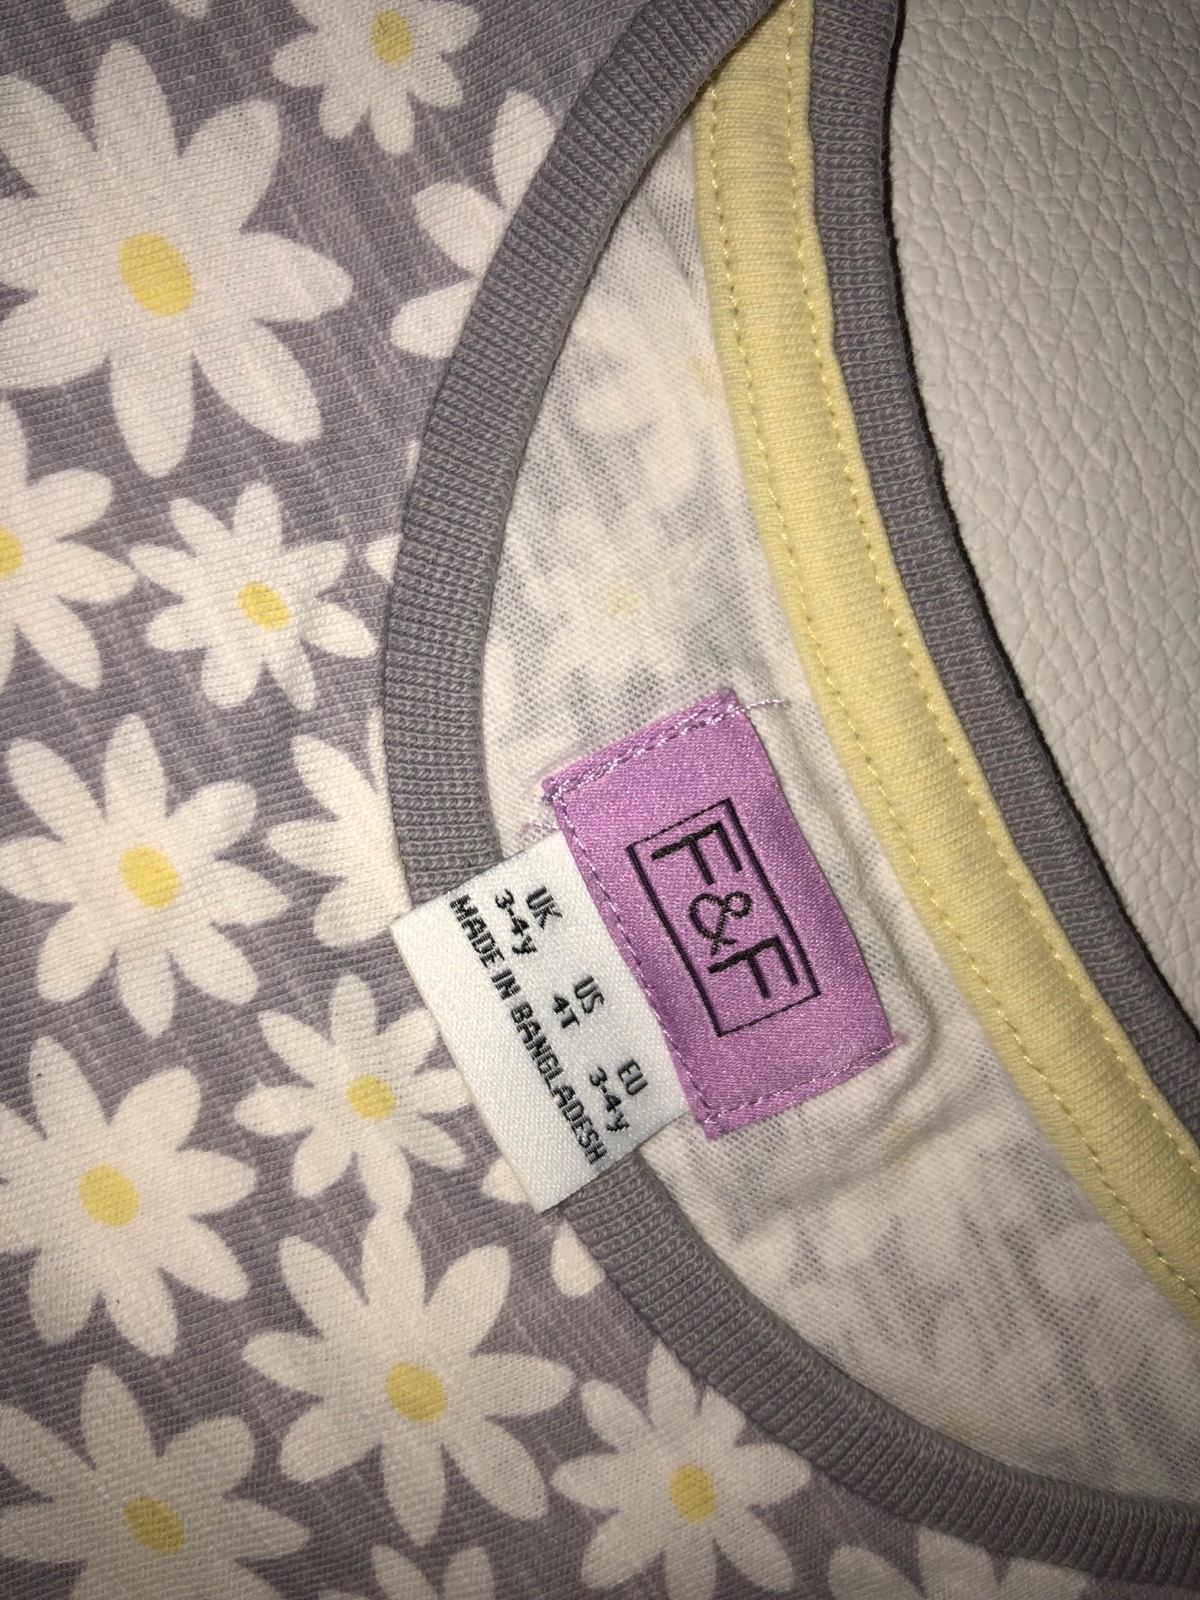 F&F
UK US EU
3-4y 4T 3-4y
MADE IN BANGLADESH